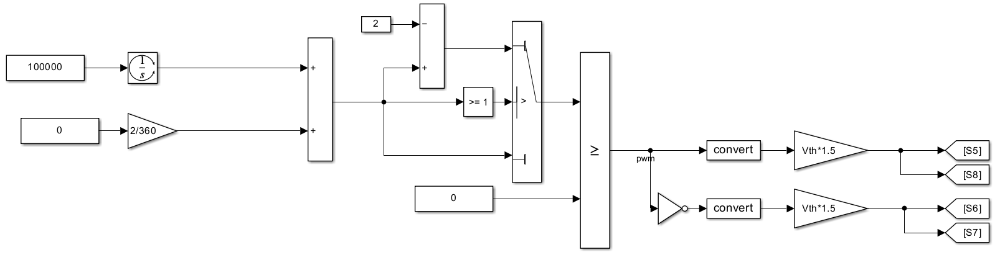 2
−
+
100000
1
s
+
>= 1
>
0
2/360
+
≥
pwm
convert
Vth*1.5
[S5]
[S8]
0
convert
Vth*1.5
[S6]
[S7]